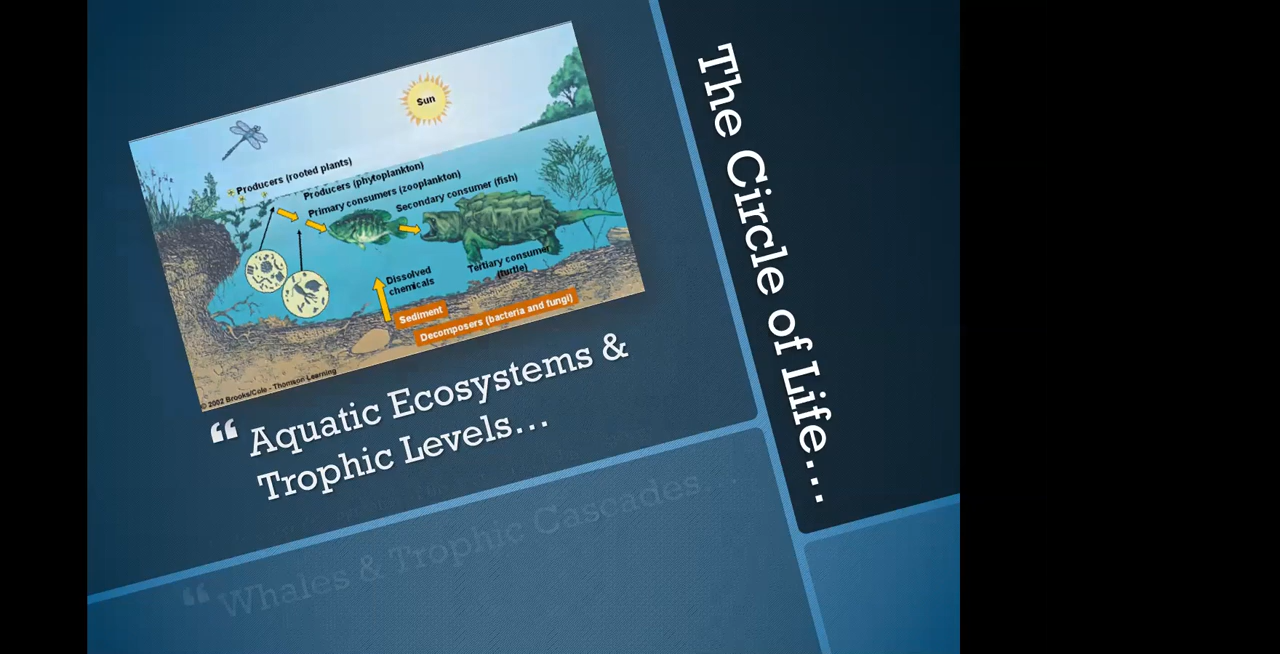 The Circle of Life...
Sun
Producers (rooted plants)
Producers (phytoplankton)
Primary consumers (zooplankton)
Secondary consumer (fish)
Dissolved
chemicals
Tertiary consumer
(turtle)
Sediment
Decomposers (bacteria and fungi)
© 2002 Brooks/Cole - Thomson Learning
“ Aquatic Ecosystems &
Trophic Levels...
“ Whales & Trophic Cascades...